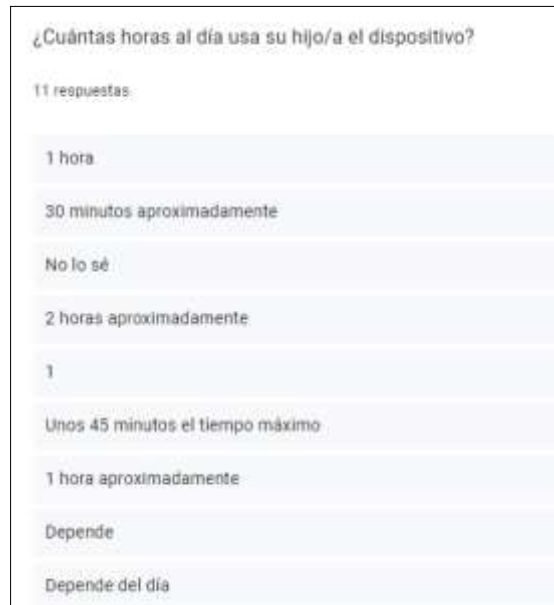 ¿Cuántas horas al día usa su hijo/a el dispositivo?
11 respuestas
1 hora
30 minutos aproximadamente
No lo sé
2 horas aproximadamente
1
Unos 45 minutos el tiempo máximo
1 hora aproximadamente
Depende
Depende del día